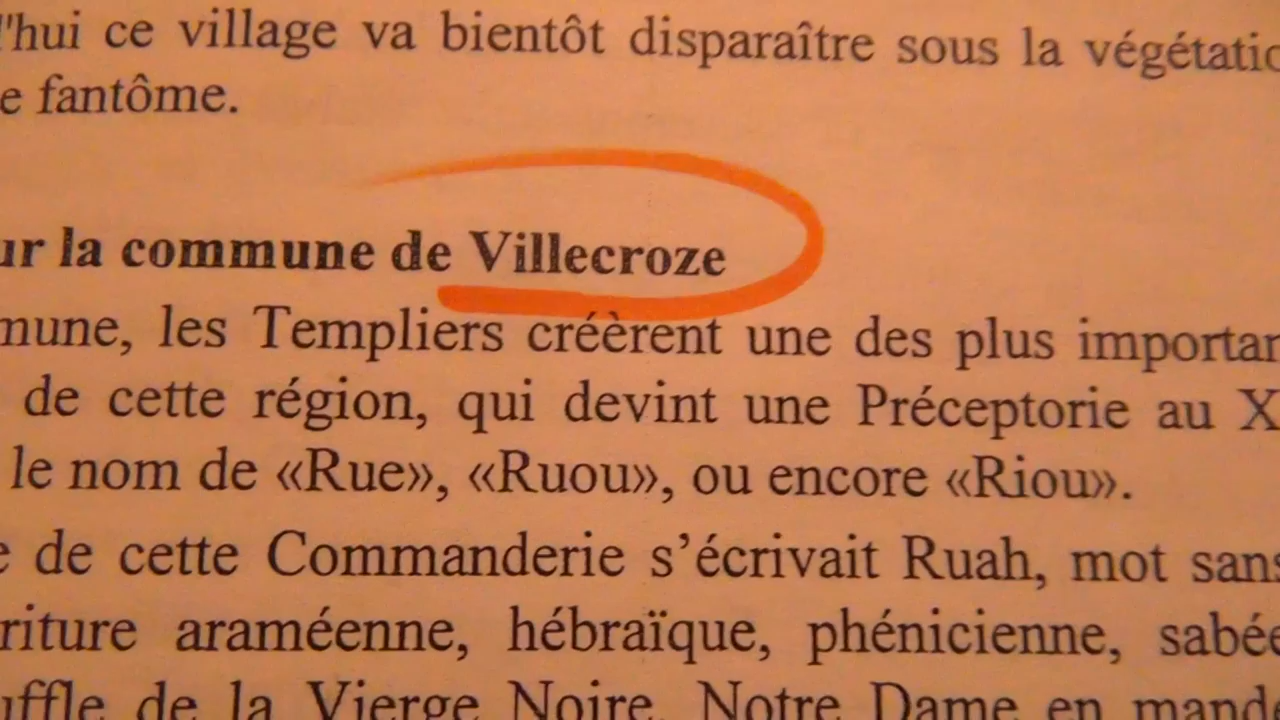 'hui ce village va bientôt disparaître sous la végétatio
e fantôme.
ur la commune de Villecroze
mune, les Templiers créèrent une des plus importan
de cette région, qui devint une Préceptorie au X
le nom de «Rue», «Ruou», ou encore «Riou».
e de cette Commanderie s'écrivait Ruah, mot sans
riture araméenne, hébraïque, phénicienne, sabée
uffle de la Vierge Noire, Notre Dame en mando